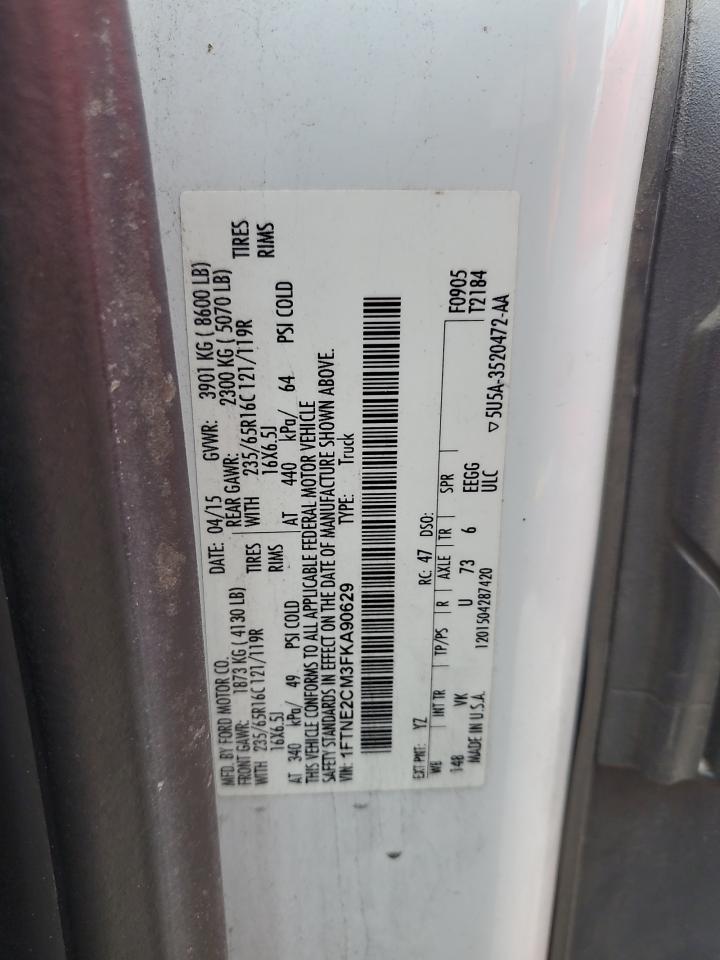 MFD. BY FORD MOTOR CO.
DATE: 04/15 GVWR: 3901 KG ( 8600 LB)
FRONT GAWR: 1873 KG ( 4130 LB) REAR GAWR: 2300 KG ( 5070 LB)
WITH 235/65R16C 121/119R TIRES WITH 235/65R16C 121/119R TIRES
16X6.5J RIMS 16X6.5J RIMS
AT 340 kPa/ 49 PSI COLD AT 440 kPa/ 64 PSI COLD
THIS VEHICLE CONFORMS TO ALL APPLICABLE FEDERAL MOTOR VEHICLE
SAFETY STANDARDS IN EFFECT ON THE DATE OF MANUFACTURE SHOWN ABOVE.
VIN: 1FTNE2CM3FKA90629 TYPE: Truck
EXT PNT: YZ RC: 47 DSO: F0905
WB INT TR TP/PS R AXLE TR SPR T2184
148 VK U 73 6 EEGG
MADE IN U.S.A. 1201504287420 ULC ▽5U5A-3520472-AA